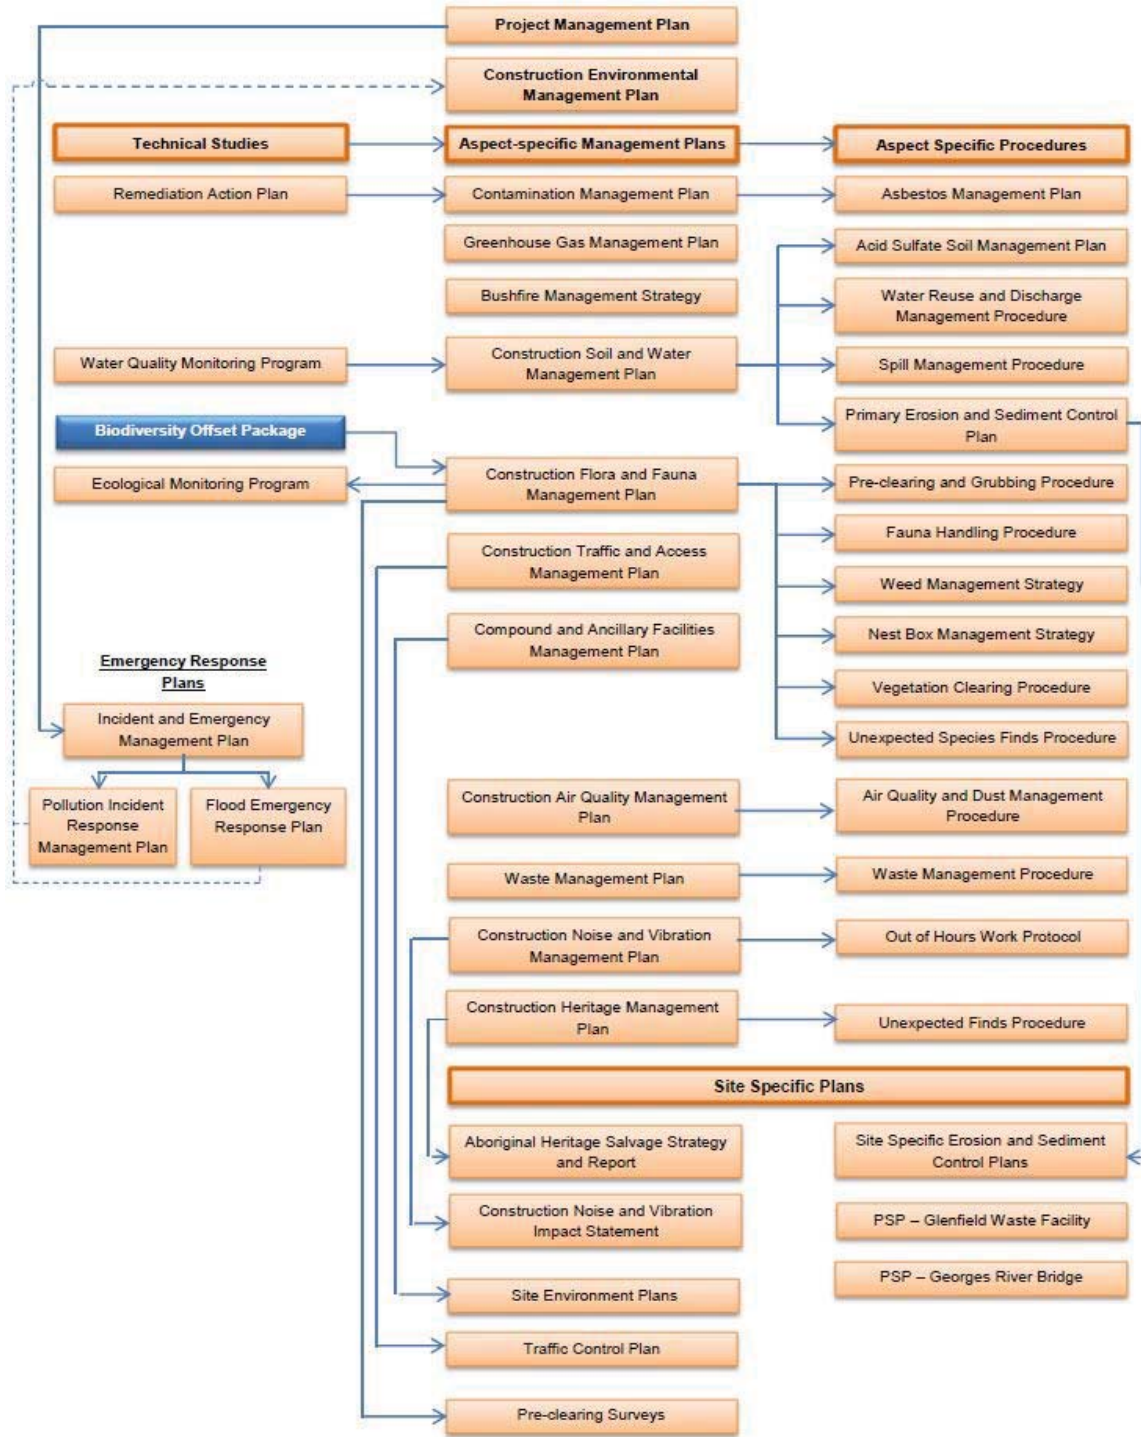 Project Management Plan
Construction Environmental
Management Plan
Technical Studies
Aspect-specific Management Plans
Aspect Specific Procedures
Remediation Action Plan
Contamination Management Plan
Asbestos Management Plan
Greenhouse Gas Management Plan
Acid Sulfate Soil Management Plan
Bushfire Management Strategy
Water Reuse and Discharge
Management Procedure
Water Quality Monitoring Program
Construction Soil and Water
Management Plan
Spill Management Procedure
Biodiversity Offset Package
Primary Erosion and Sediment Control
Plan
Ecological Monitoring Program
Construction Flora and Fauna
Management Plan
Pre-clearing and Grubbing Procedure
Fauna Handling Procedure
Construction Traffic and Access
Management Plan
Weed Management Strategy
Compound and Ancillary Facilities
Management Plan
Nest Box Management Strategy
Emergency Response
Plans
Vegetation Clearing Procedure
Incident and Emergency
Management Plan
Unexpected Species Finds Procedure
Pollution Incident
Response
Management Plan
Flood Emergency
Response Plan
Construction Air Quality Management
Plan
Air Quality and Dust Management
Procedure
Waste Management Plan
Waste Management Procedure
Construction Noise and Vibration
Management Plan
Out of Hours Work Protocol
Construction Heritage Management
Plan
Unexpected Finds Procedure
Site Specific Plans
Aboriginal Heritage Salvage Strategy
and Report
Site Specific Erosion and Sediment
Control Plans
Construction Noise and Vibration
Impact Statement
PSP – Glenfield Waste Facility
PSP – Georges River Bridge
Site Environment Plans
Traffic Control Plan
Pre-clearing Surveys